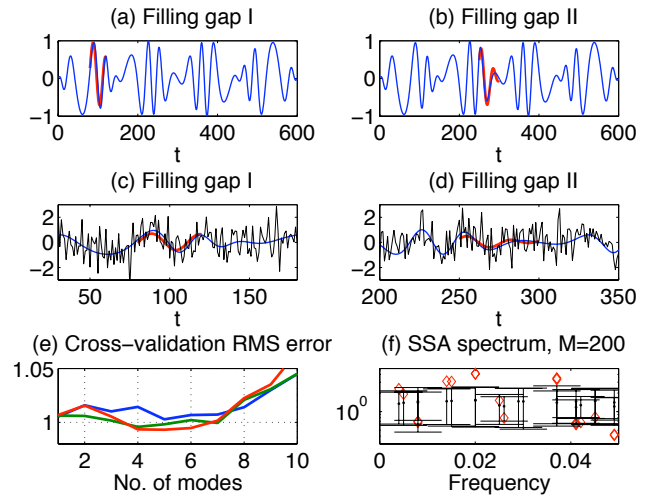 (a) Filling gap I
(b) Filling gap II
1
0
−1
0 200 400 600
t
1
0
−1
0 200 400 600
t
(c) Filling gap I
(d) Filling gap II
2
0
−2
50 100 150
t
2
0
−2
200 250 300 350
t
(e) Cross−validation RMS error
(f) SSA spectrum, M=200
1.05
1
2 4 6 8 10
No. of modes
10^0
0 0.02 0.04
Frequency